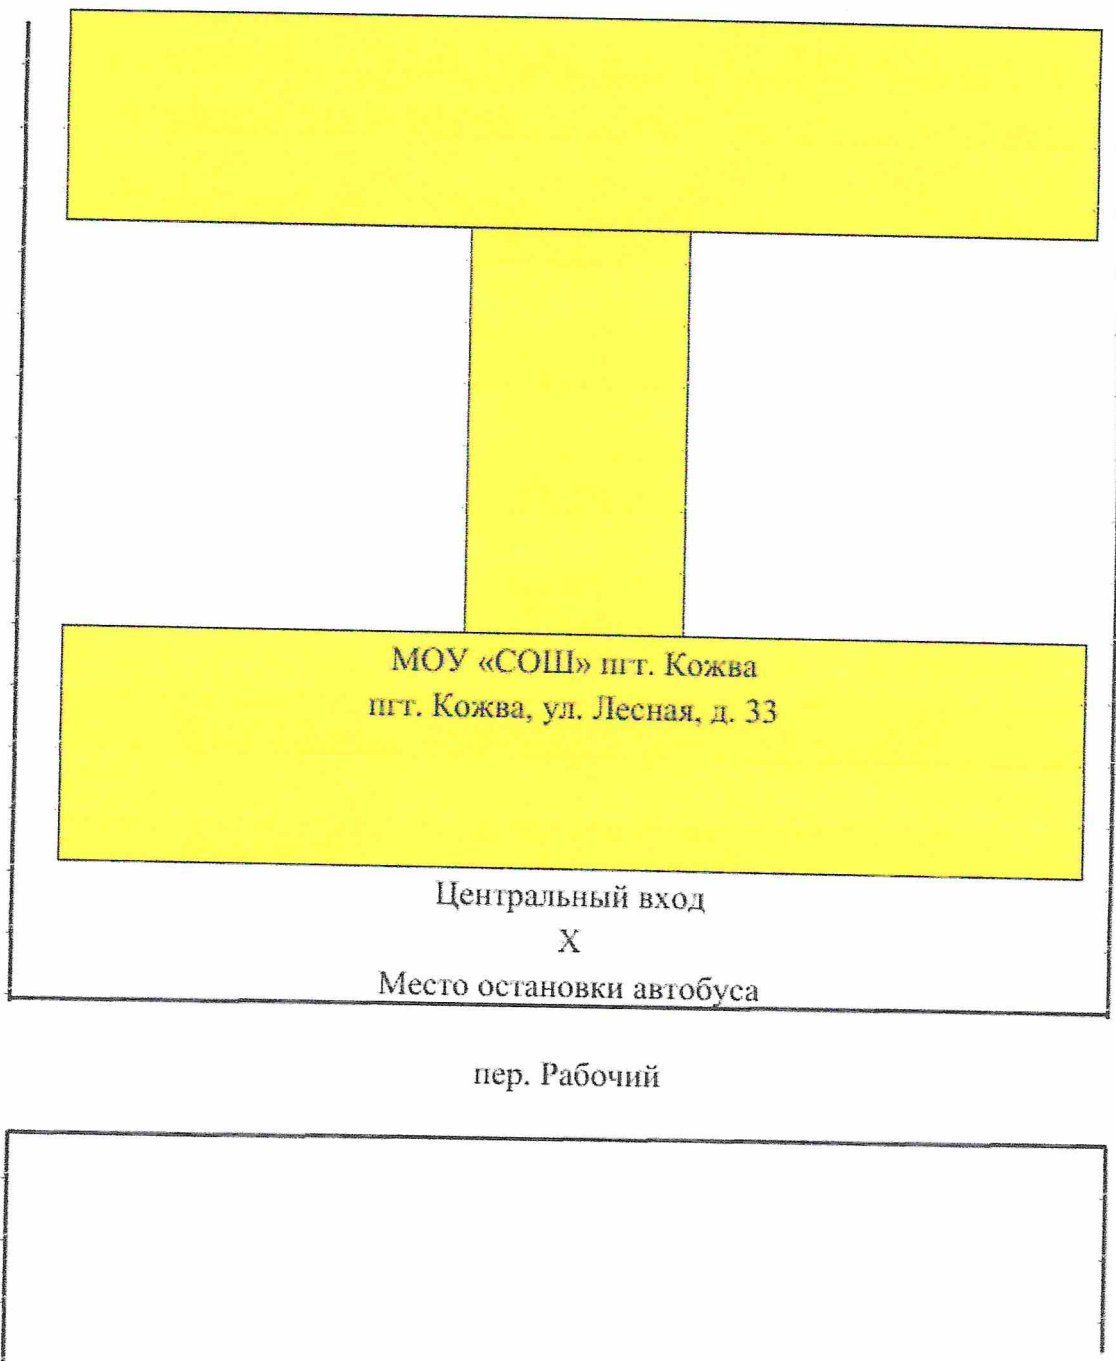 МОУ «СОШ» пгт. Кожва
пгт. Кожва, ул. Лесная, д. 33
Центральный вход
Х
Место остановки автобуса
пер. Рабочий